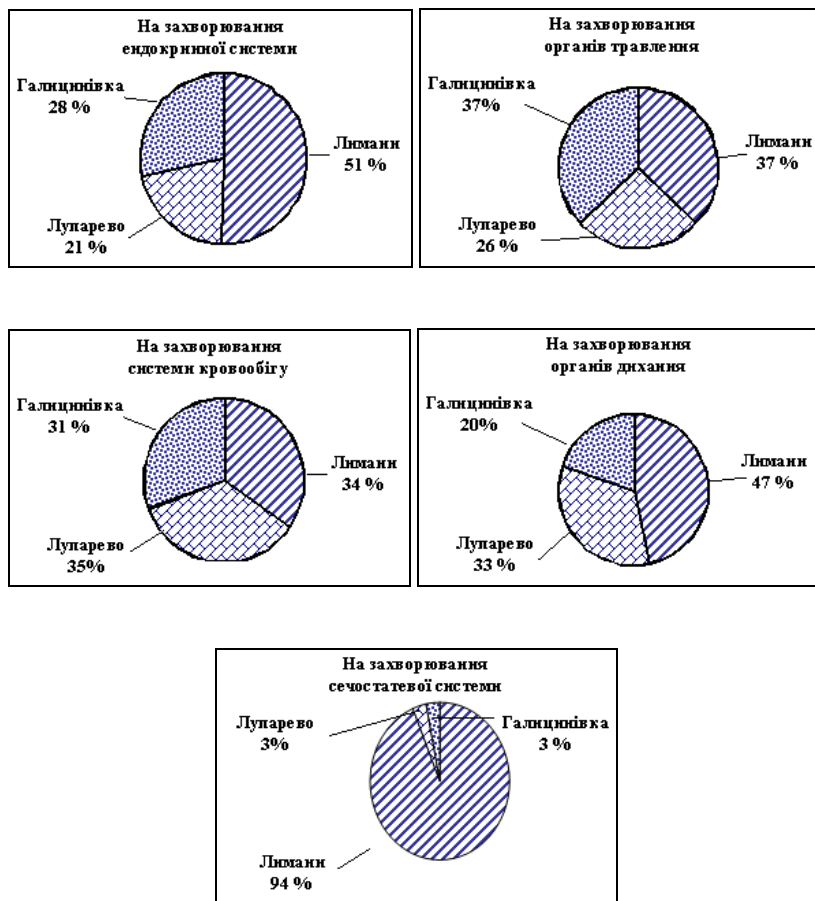 На захворювання
ендокринної системи
Галицинівка
28 %
Лимани
51 %
Лупарево
21 %
На захворювання
органів травлення
Галицинівка
37%
Лимани
37 %
Лупарево
26 %
На захворювання
системи кровообігу
Галицинівка
31 %
Лимани
34 %
Лупарево
35%
На захворювання
органів дихання
Галицинівка
20%
Лимани
47 %
Лупарево
33 %
На захворювання
сечостатевої системи
Лупарево
3%
Галицинівка
3 %
Лимани
94 %